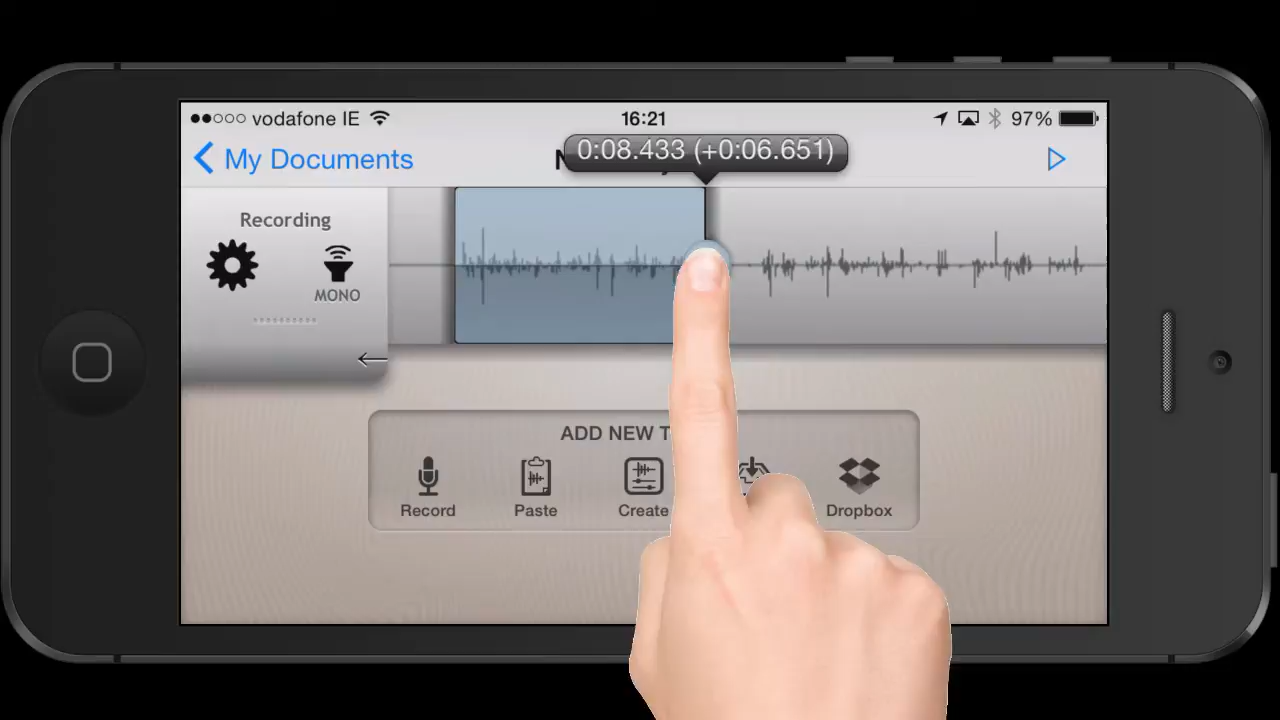 vodafone IE 16:21 97%
My Documents
0:08.433 (+0:06.651)
Recording
MONO
ADD NEW
Record Paste Create Dropbox